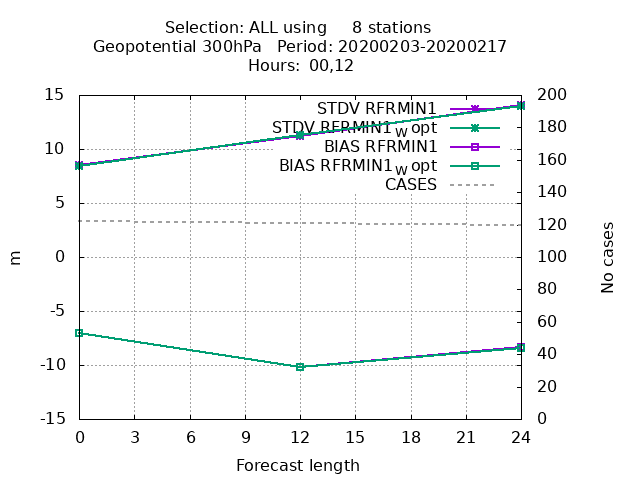 Selection: ALL using     8 stations
Geopotential 300hPa   Period: 20200203-20200217
Hours: 00,12
STDV RFRMIN1
STDV RFRMIN1w opt
BIAS RFRMIN1
BIAS RFRMIN1w opt
CASES
15
10
5
0
-5
-10
-15
m
200
180
160
140
120
100
80
60
40
20
0
No cases
0 3 6 9 12 15 18 21 24
Forecast length